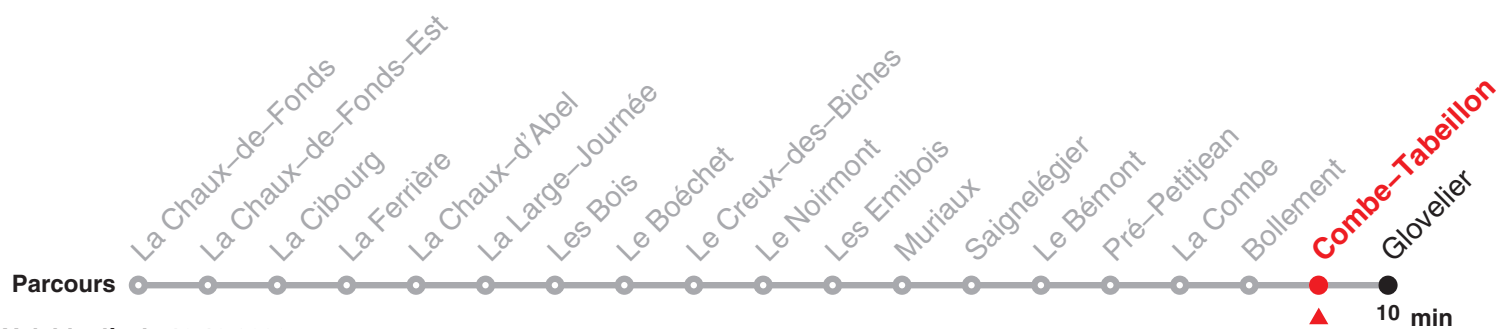 La Chaux–de–Fonds
La Chaux–de–Fonds–Est
La Cibourg
La Ferrière
La Chaux–d'Abel
La Large–Journée
Les Bois
Le Boéchet
Le Creux–des–Biches
Le Noirmont
Les Emibois
Muriaux
Saignelégier
Le Bémont
Pré–Petitjean
La Combe
Bollement
Combe–Tabeillon
Glovelier
Parcours
10 min